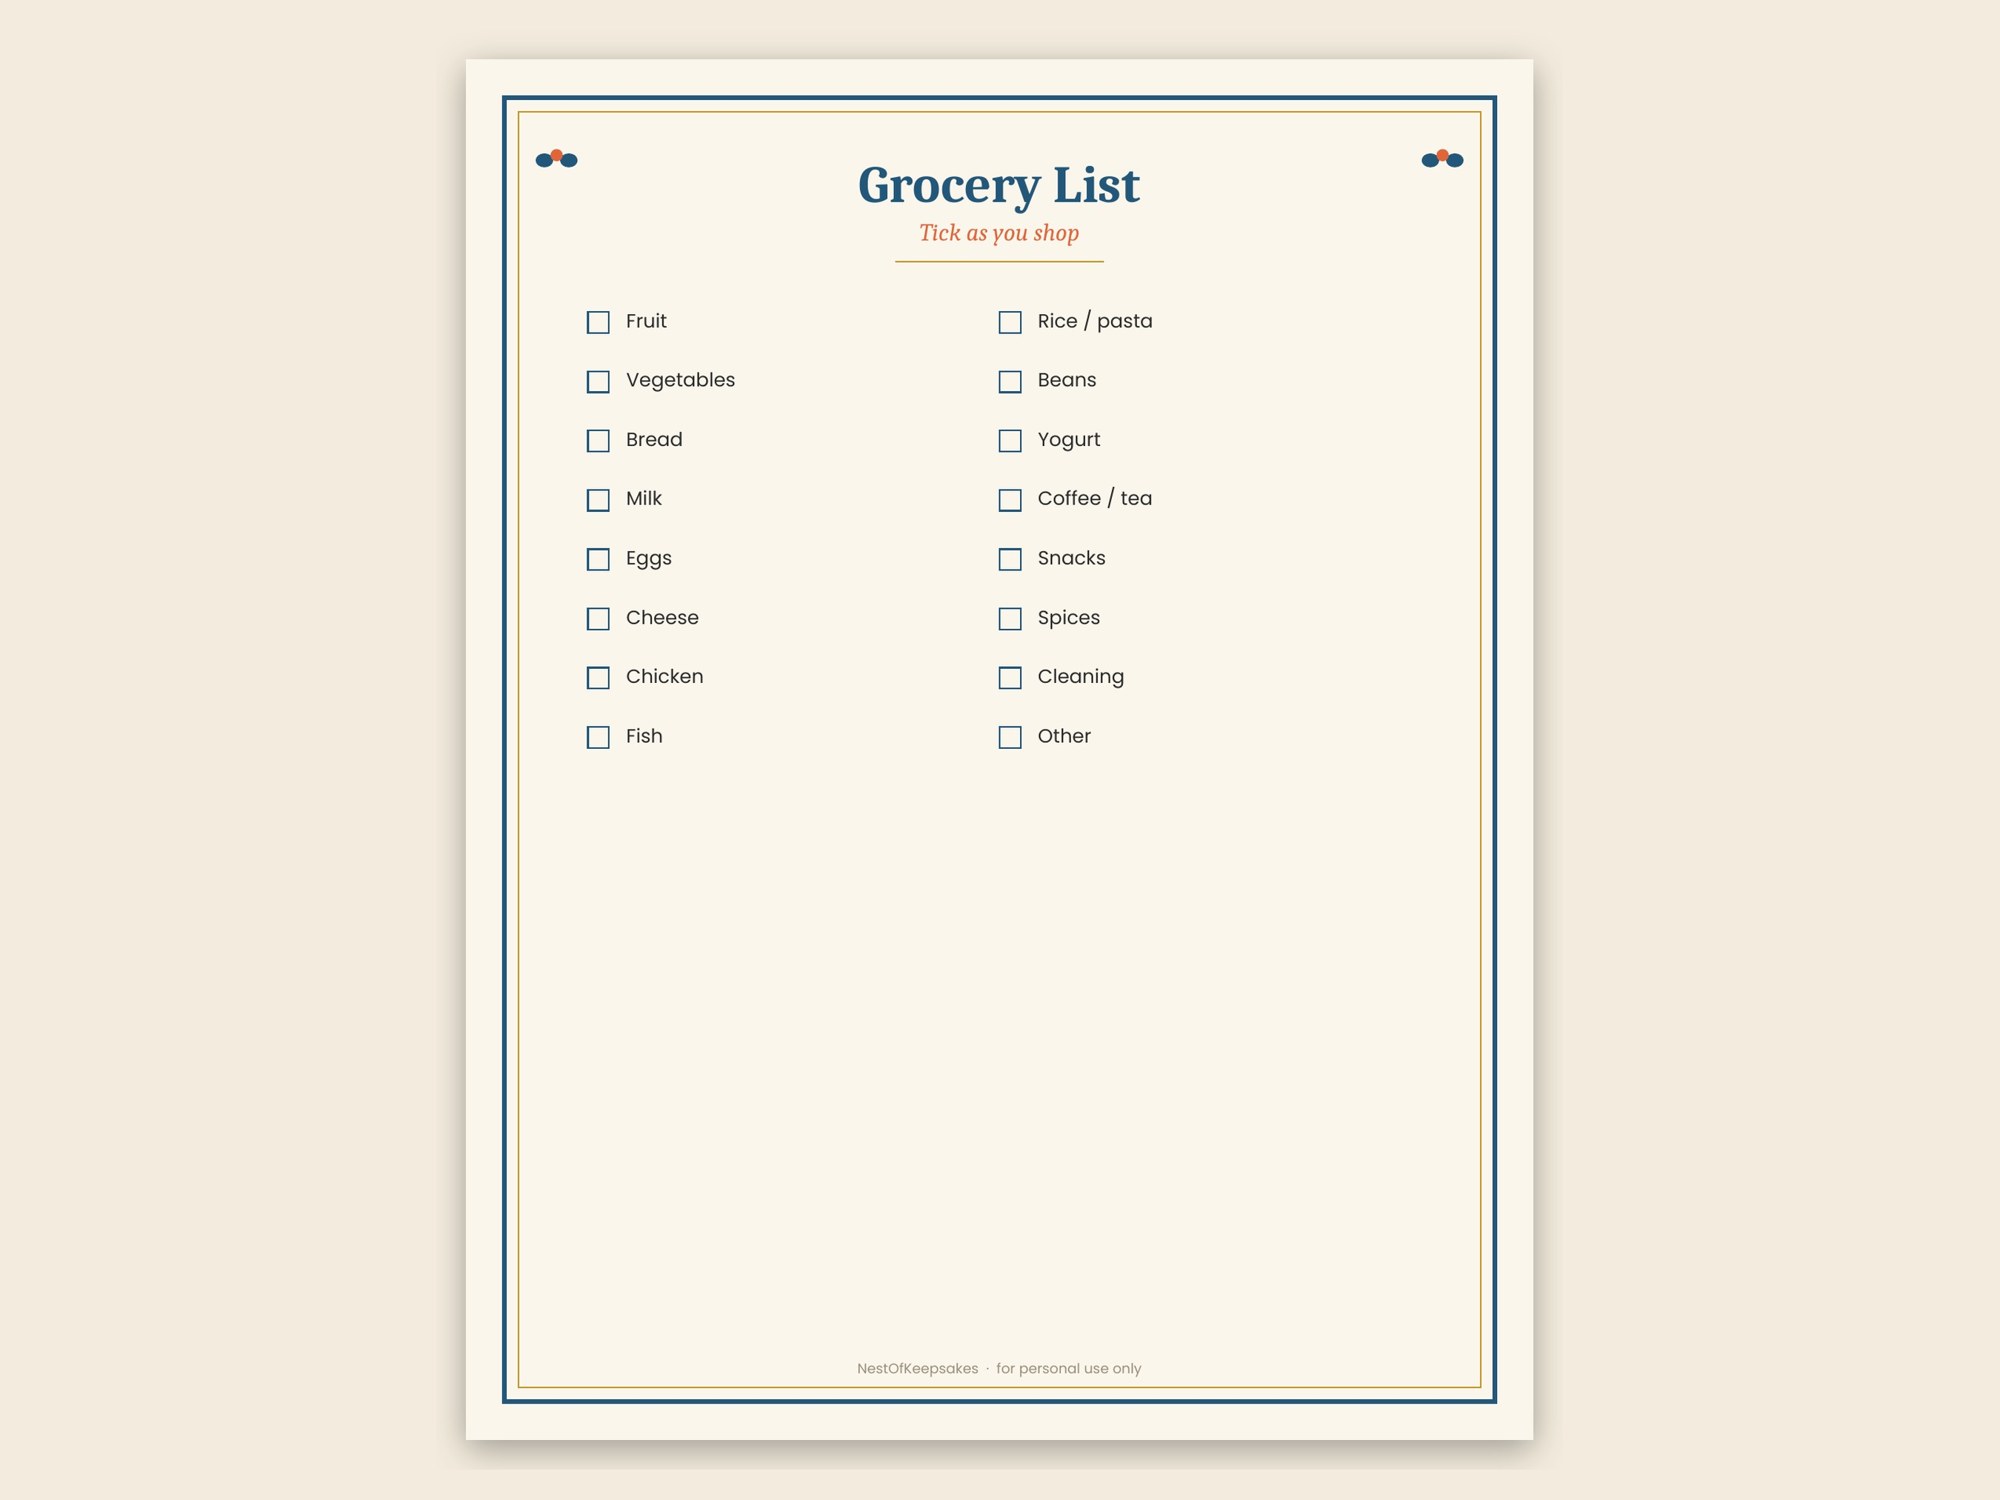 Grocery List
Tick as you shop
Fruit
Vegetables
Bread
Milk
Eggs
Cheese
Chicken
Fish
Rice / pasta
Beans
Yogurt
Coffee / tea
Snacks
Spices
Cleaning
Other
NestOfKeepsakes · for personal use only